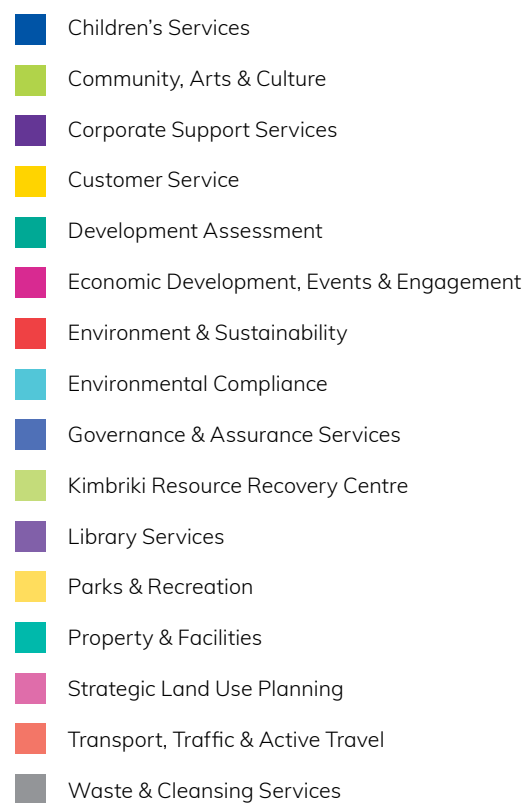 Children’s Services
Community, Arts & Culture
Corporate Support Services
Customer Service
Development Assessment
Economic Development, Events & Engagement
Environment & Sustainability
Environmental Compliance
Governance & Assurance Services
Kimbriki Resource Recovery Centre
Library Services
Parks & Recreation
Property & Facilities
Strategic Land Use Planning
Transport, Traffic & Active Travel
Waste & Cleansing Services